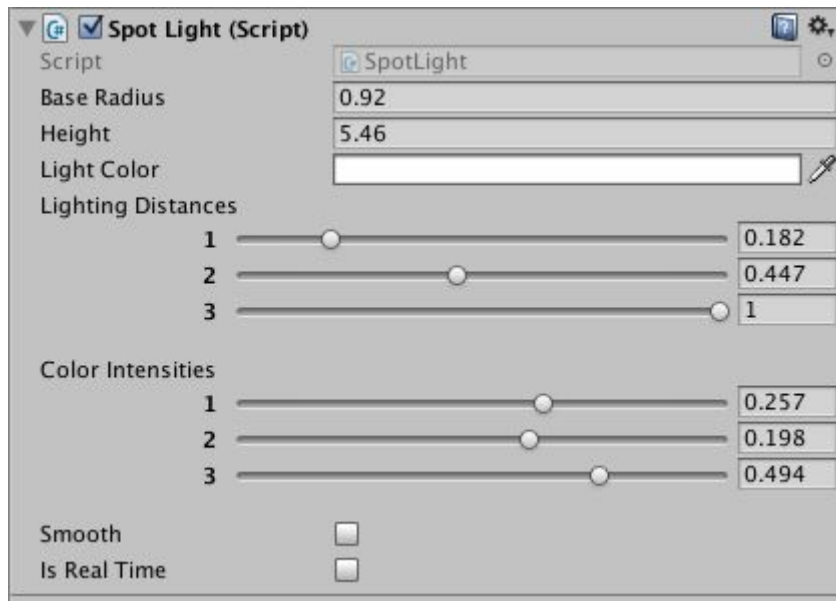 Spot Light (Script)
Script SpotLight
Base Radius 0.92
Height 5.46
Light Color
Lighting Distances
1 0.182
2 0.447
3 1
Color Intensities
1 0.257
2 0.198
3 0.494
Smooth
Is Real Time